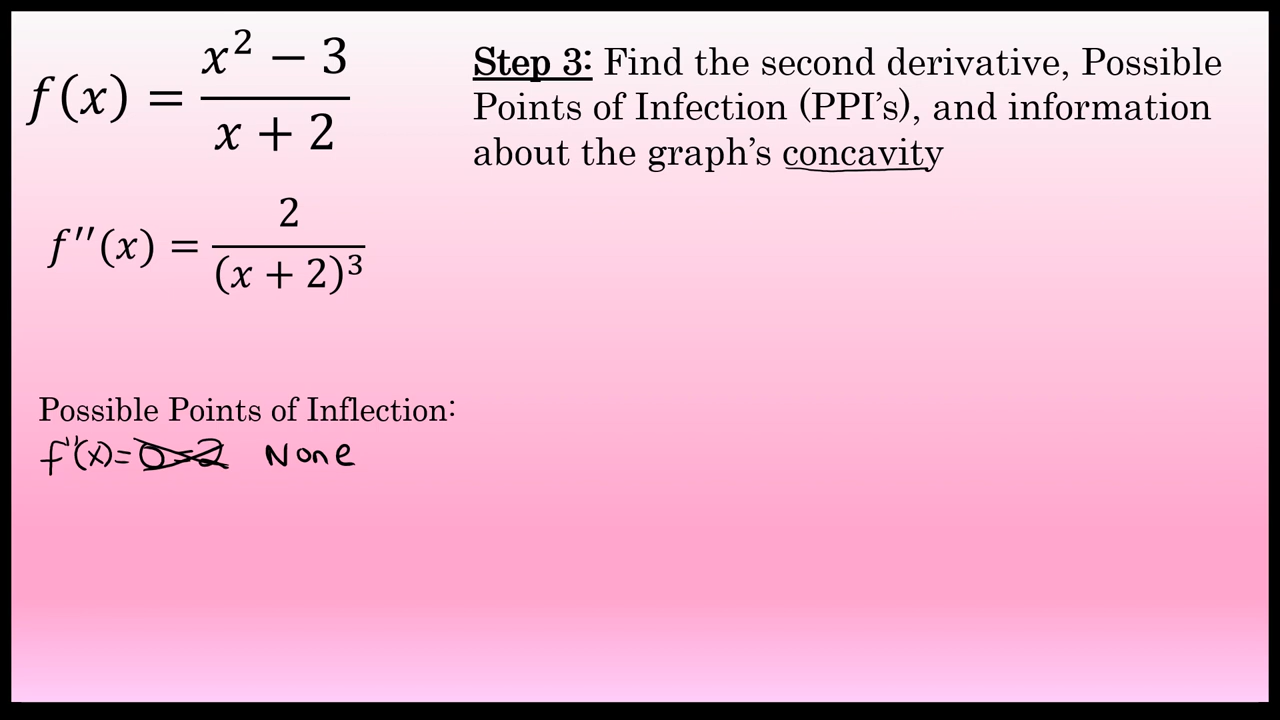 f(x) = x² − 3 / x + 2
Step 3: Find the second derivative, Possible
Points of Infection (PPI's), and information
about the graph's concavity
f''(x) = 2 / (x + 2)³
Possible Points of Inflection:
f''(x)=0=2 None